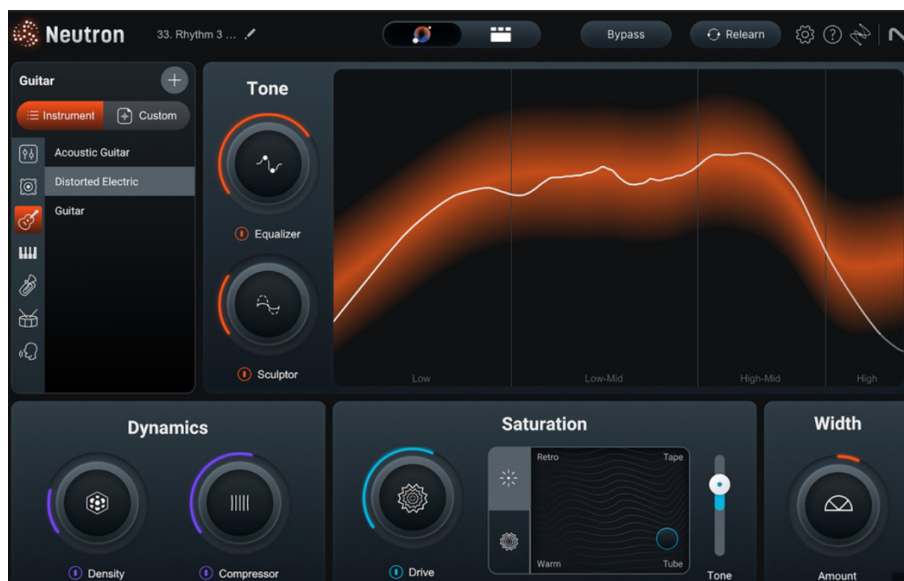 Neutron
33. Rhythm 3 ...
Bypass
Relearn
Guitar
Instrument
Custom
Acoustic Guitar
Distorted Electric
Guitar
Tone
Equalizer
Sculptor
Low
Low-Mid
High-Mid
High
Dynamics
Density
Compressor
Saturation
Drive
Retro
Tape
Warm
Tube
Tone
Width
Amount